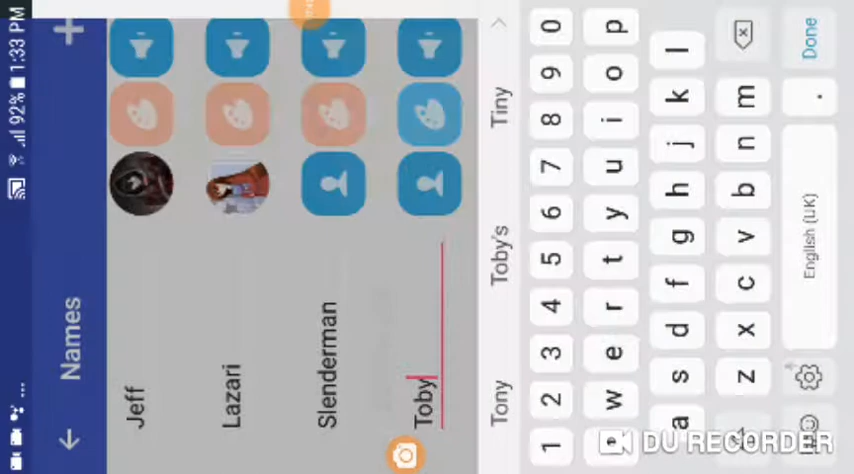 92% 1:33 PM
Names
Jeff
Lazari
Slenderman
Toby
Tony Toby's Tiny
1 2 3 4 5 6 7 8 9 0
w e r t y u i o p
a s d f g h j k l
z x c v b n m
English (UK) . Done
DU RECORDER